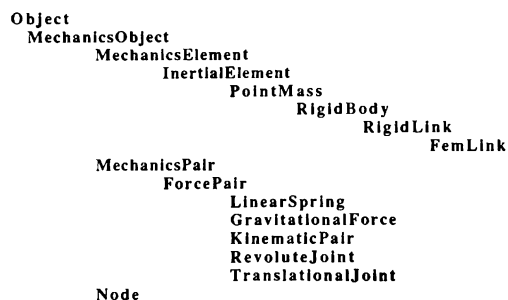 Object
MechanicsObject
MechanicsElement
InertialElement
PointMass
RigidBody
RigidLink
FemLink
MechanicsPair
ForcePair
LinearSpring
GravitationalForce
KinematicPair
RevoluteJoint
TranslationalJoint
Node